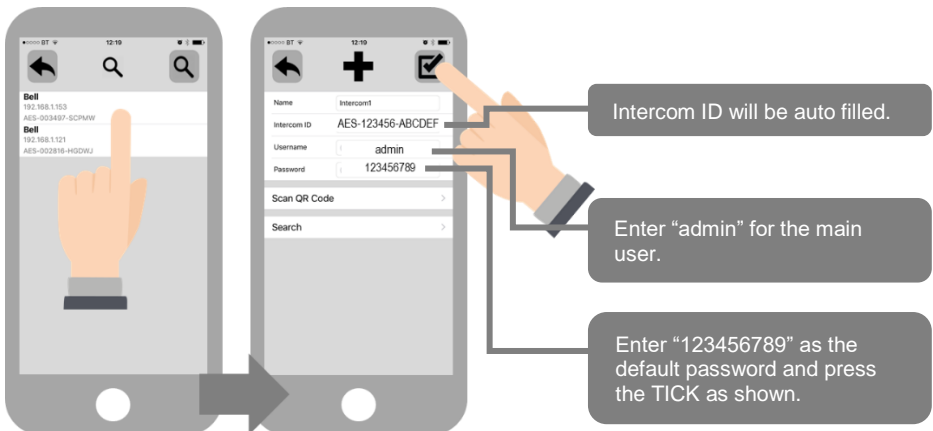 ●○○○○ BT 12:19
Bell
192.168.1.153
AES-003497-SCPMW
Bell
192.168.1.121
AES-002816-HGDWJ
●○○○○ BT 12:19
Name Intercom1
Intercom ID AES-123456-ABCDEF
Username admin
Password 123456789
Scan QR Code >
Search >
Intercom ID will be auto filled.
Enter “admin” for the main
user.
Enter “123456789” as the
default password and press
the TICK as shown.